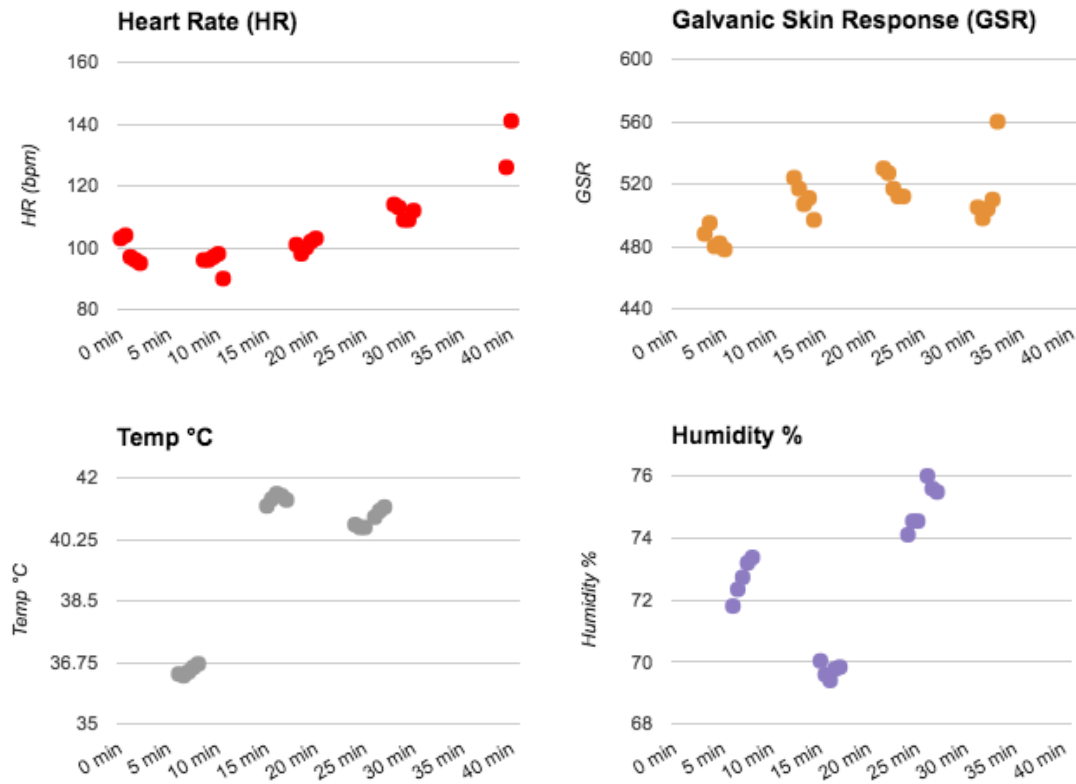 Heart Rate (HR)
160
140
120
100
80
HR (bpm)
0 min
5 min
10 min
15 min
20 min
25 min
30 min
35 min
40 min
Galvanic Skin Response (GSR)
600
560
520
480
440
GSR
0 min
5 min
10 min
15 min
20 min
25 min
30 min
35 min
40 min
Temp °C
42
40.25
38.5
36.75
35
Temp °C
0 min
5 min
10 min
15 min
20 min
25 min
30 min
35 min
40 min
Humidity %
76
74
72
70
68
Humidity %
0 min
5 min
10 min
15 min
20 min
25 min
30 min
35 min
40 min